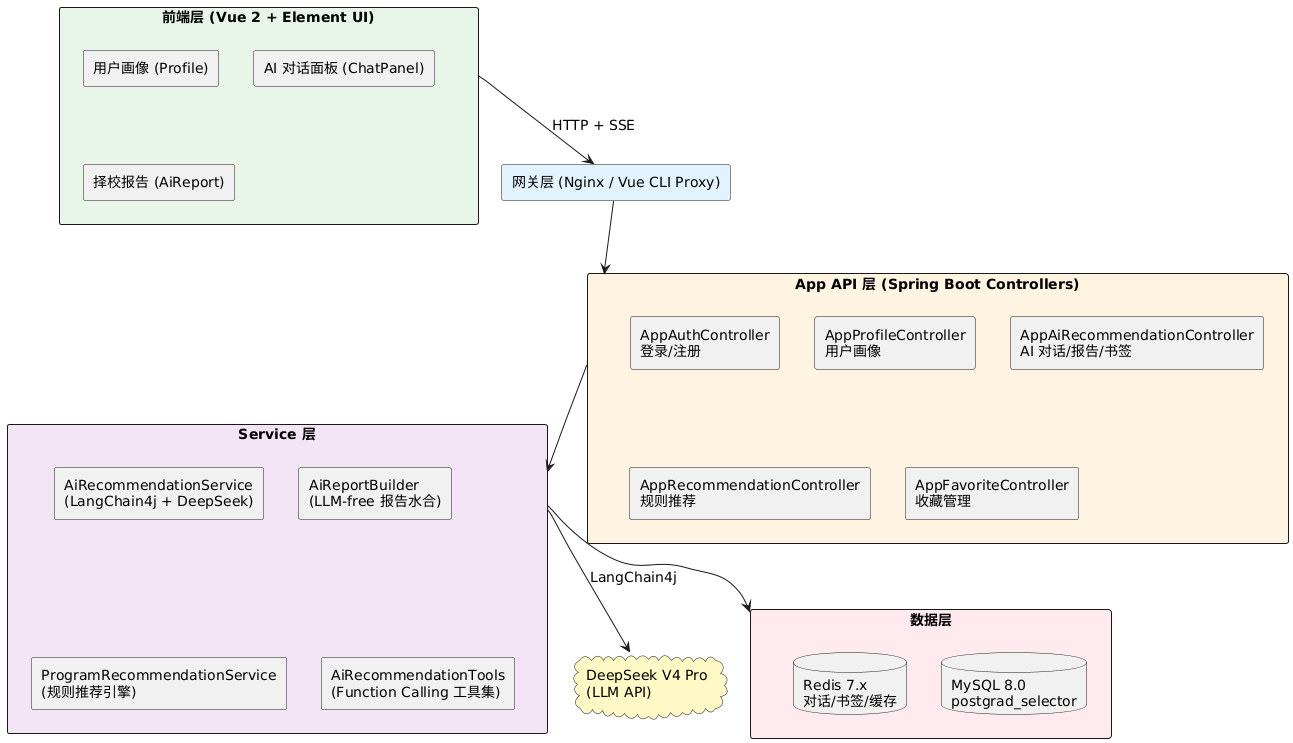 前端层 (Vue 2 + Element UI)
用户画像 (Profile)
AI 对话面板 (ChatPanel)
择校报告 (AiReport)
HTTP + SSE
网关层 (Nginx / Vue CLI Proxy)
App API 层 (Spring Boot Controllers)
AppAuthController
登录/注册
AppProfileController
用户画像
AppAiRecommendationController
AI 对话/报告/书签
AppRecommendationController
规则推荐
AppFavoriteController
收藏管理
Service 层
AiRecommendationService
(LangChain4j + DeepSeek)
AiReportBuilder
(LLM-free 报告水合)
ProgramRecommendationService
(规则推荐引擎)
AiRecommendationTools
(Function Calling 工具集)
LangChain4j
DeepSeek V4 Pro
(LLM API)
数据层
Redis 7.x
对话/书签/缓存
MySQL 8.0
postgrad_selector